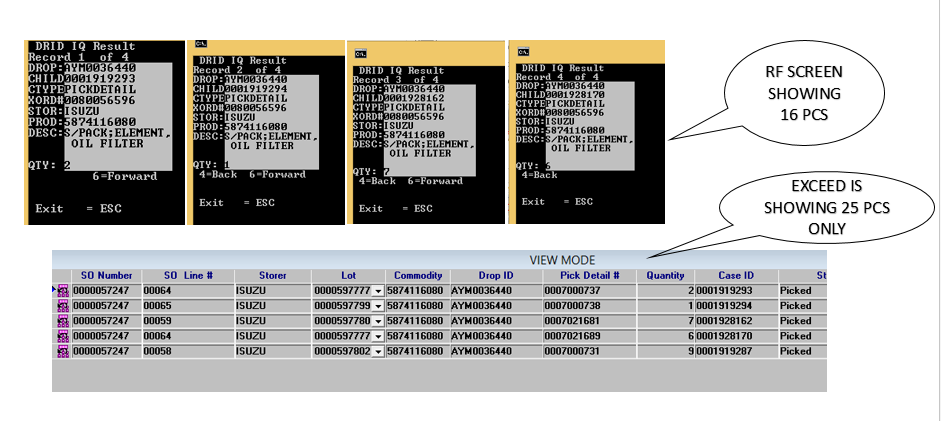 DRID IQ Result
Record 1 of 4
DROP:AYM0036440
CHILD0001919293
CTYPEPICKDETAIL
XORD#0080056596
STOR:ISUZU
PROD:5874116080
DESC:S/PACK;ELEMENT,
OIL FILTER
QTY: 2
6=Forward
Exit = ESC
C:\.
DRID IQ Result
Record 2 of 4
DROP:AYM0036440
CHILD0001919294
CTYPEPICKDETAIL
XORD#0080056596
STOR:ISUZU
PROD:5874116080
DESC:S/PACK;ELEMENT,
OIL FILTER
QTY: 1
4=Back 6=Forward
Exit = ESC
C:\.
DRID IQ Result
Record 3 of 4
DROP:AYM0036440
CHILD0001928162
CTYPEPICKDETAIL
XORD#0080056596
STOR:ISUZU
PROD:5874116080
DESC:S/PACK;ELEMENT,
OIL FILTER
QTY: 7
4=Back 6=Forward
Exit = ESC
C:\.
DRID IQ Result
Record 4 of 4
DROP:AYM0036440
CHILD0001928170
CTYPEPICKDETAIL
XORD#0080056596
STOR:ISUZU
PROD:5874116080
DESC:S/PACK;ELEMENT,
OIL FILTER
QTY: 6
4=Back
Exit = ESC
RF SCREEN
SHOWING
16 PCS
EXCEED IS
SHOWING 25 PCS
ONLY
VIEW MODE
SO Number SO Line # Storer Lot Commodity Drop ID Pick Detail # Quantity Case ID St
0000057247 00064 ISUZU 0000597777 5874116080 AYM0036440 0007000737 2 0001919293 Picked
0000057247 00065 ISUZU 0000597799 5874116080 AYM0036440 0007000738 1 0001919294 Picked
0000057247 00059 ISUZU 0000597780 5874116080 AYM0036440 0007021681 7 0001928162 Picked
0000057247 00064 ISUZU 0000597777 5874116080 AYM0036440 0007021689 6 0001928170 Picked
0000057247 00058 ISUZU 0000597802 5874116080 AYM0036440 0007000731 9 0001919287 Picked